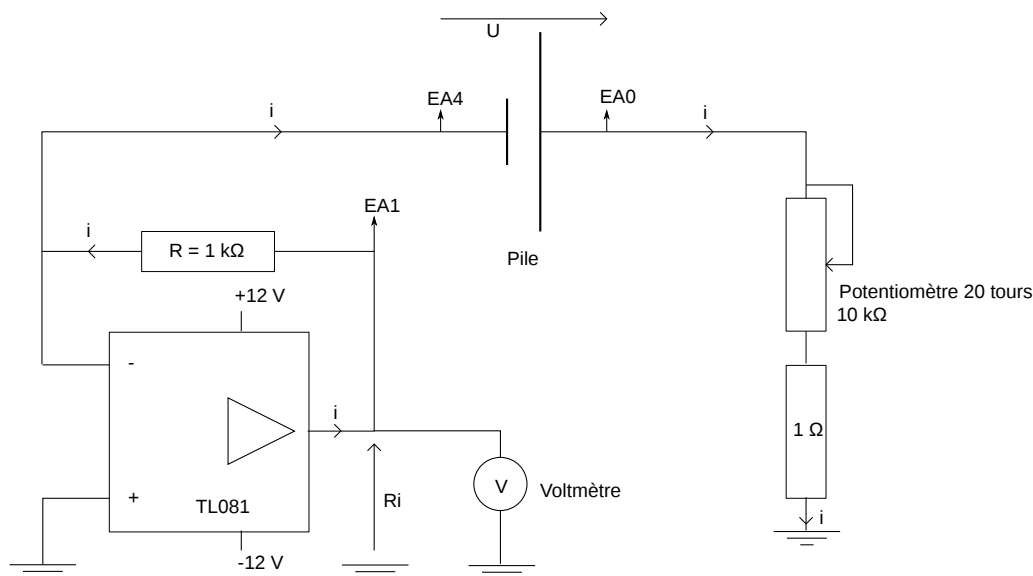 U
i
EA4
EA0
i
EA1
i
R = 1 kΩ
Pile
+12 V
Potentiomètre 20 tours
10 kΩ
-
i
1 Ω
+
TL081
Ri
V
Voltmètre
i
-12 V